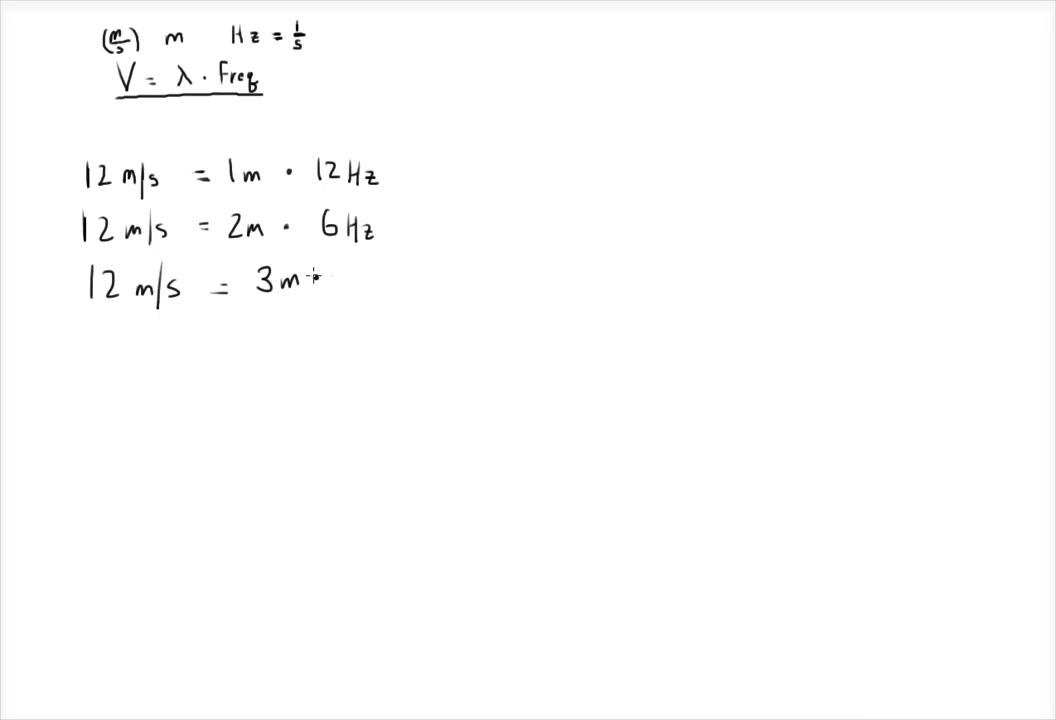 (m/s) m Hz = 1/s
V = λ · Freq
12 m/s = 1m · 12 Hz
12 m/s = 2m · 6 Hz
12 m/s = 3m ·